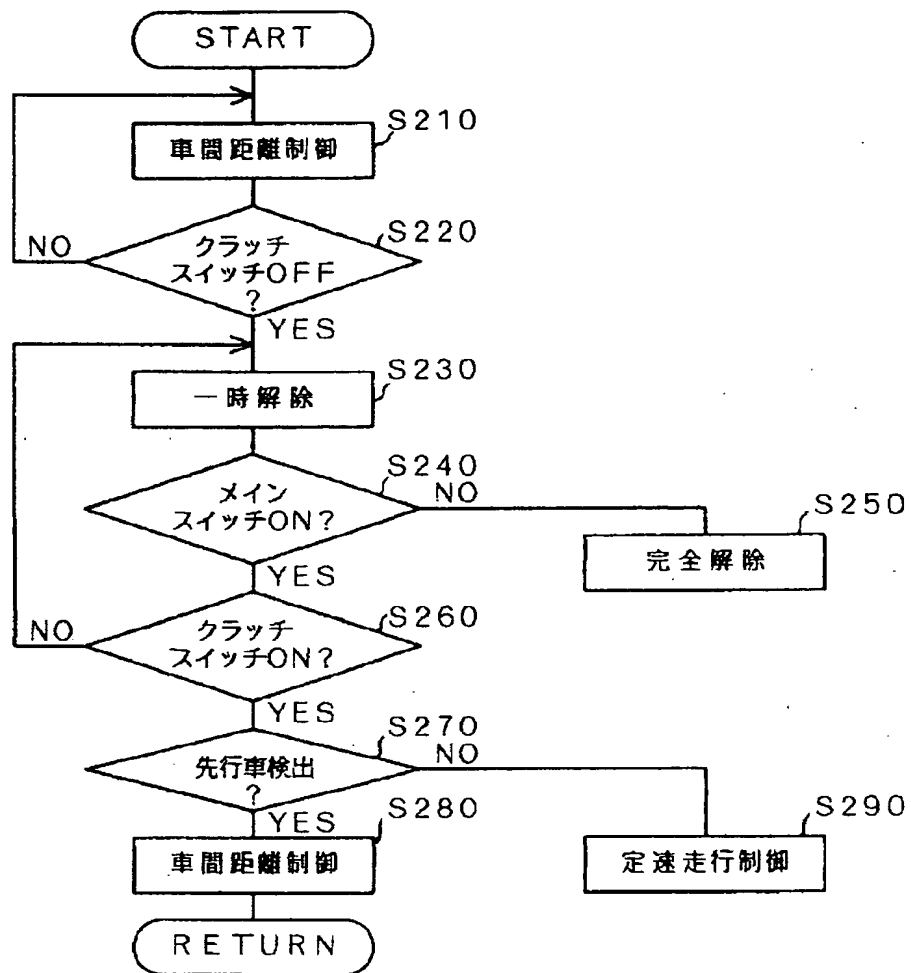 START
S210
車間距離制御
S220
クラッチ
スイッチOFF
?
NO
YES
S230
一時解除
S240
メイン
スイッチON?
NO
S250
完全解除
YES
S260
クラッチ
スイッチON?
NO
YES
S270
先行車検出
?
NO
YES
S280
車間距離制御
S290
定速走行制御
RETURN